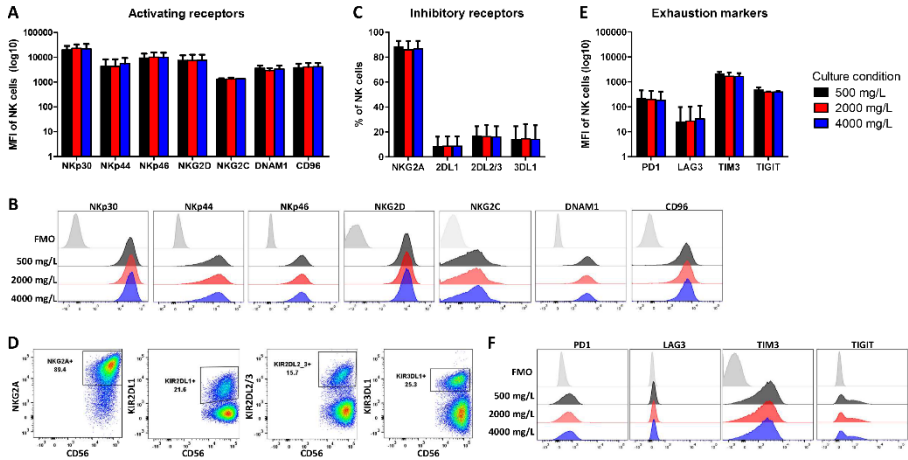 A
Activating receptors
MFI of NK cells (log10)
100000
10000
1000
100
10
1
NKp30 NKp44 NKp46 NKG2D NKG2C DNAM1 CD96
C
Inhibitory receptors
% of NK cells
100
80
60
40
20
0
NKG2A 2DL1 2DL2/3 3DL1
E
Exhaustion markers
MFI of NK cells (log10)
100000
10000
1000
100
10
1
PD1 LAG3 TIM3 TIGIT
Culture condition
500 mg/L
2000 mg/L
4000 mg/L
B
NKp30 NKp44 NKp46 NKG2D NKG2C DNAM1 CD96
FMO
500 mg/L
2000 mg/L
4000 mg/L
D
NKG2A
NKG2A+
89.4
CD56
KIR2DL1
KIR2DL1+
21.6
CD56
KIR2DL2/3
KIR2DL2_3+
15.7
CD56
KIR3DL1
KIR3DL1+
25.3
CD56
F
PD1 LAG3 TIM3 TIGIT
FMO
500 mg/L
2000 mg/L
4000 mg/L